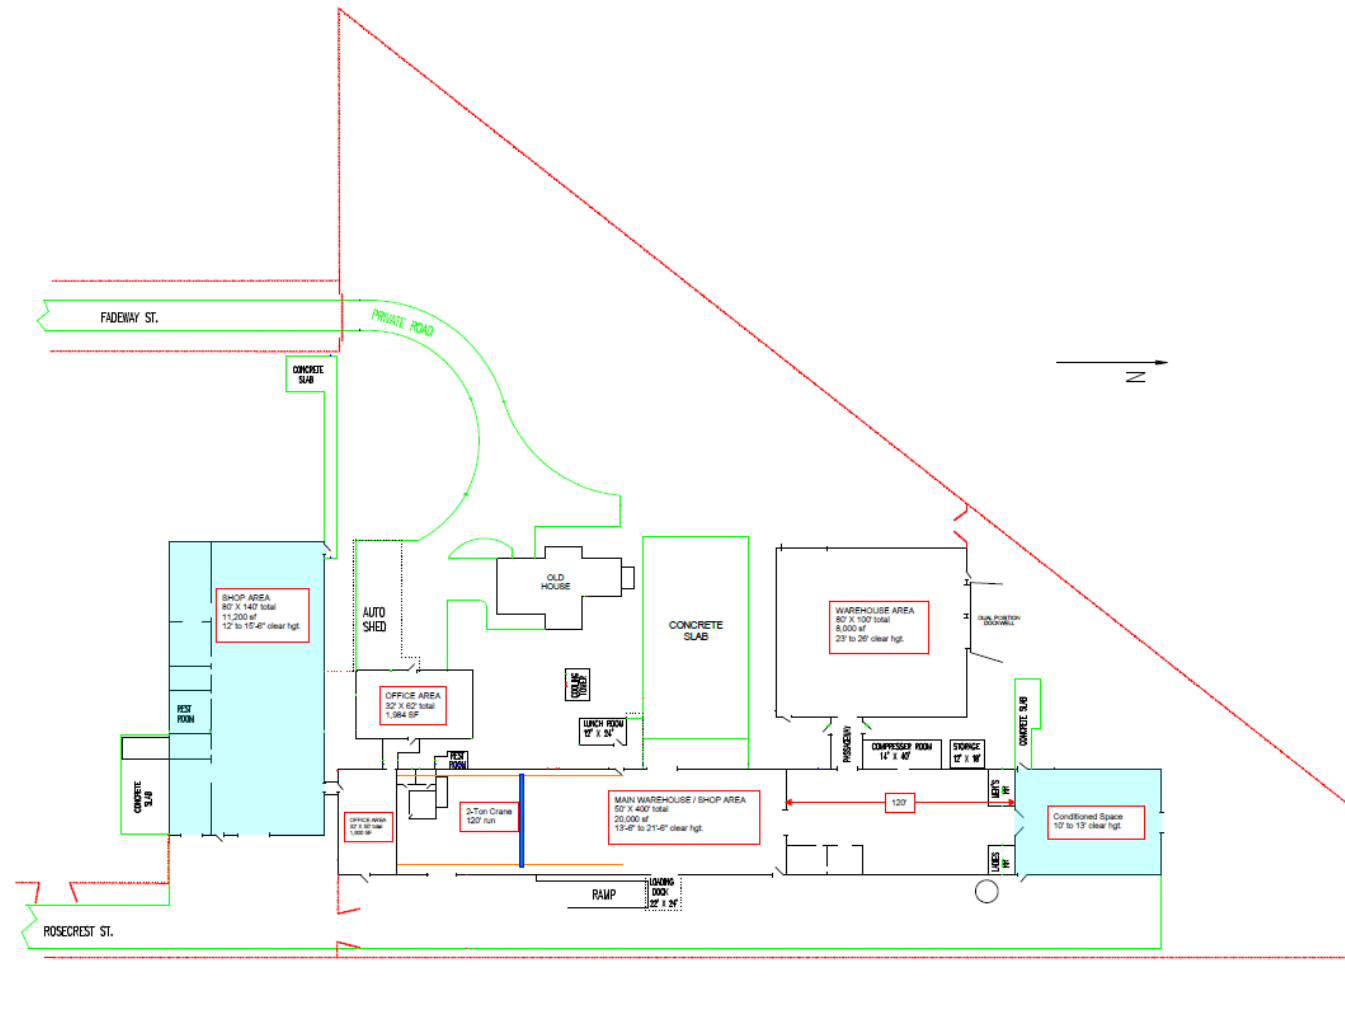 FADEWAY ST.
PRIVATE ROAD
CONCRETE
SLAB
N
SHOP AREA
80' X 140' total
11,200 sf
12' to 15'-6" clear hgt.
AUTO
SHED
OLD
HOUSE
CONCRETE
SLAB
WAREHOUSE AREA
80' X 100' total
8,000 sf
23' to 26' clear hgt.
DUAL POSITION
DOCKWELL
OFFICE AREA
32' X 62' total
1,984 SF
COOLING
TOWER
REST
ROOM
LUNCH ROOM
12' X 24'
PASSAGEWAY
COMPRESSER ROOM
14' X 40'
STORAGE
12' X 18'
CONCRETE SLAB
REST
ROOM
CONCRETE
SLAB
OFFICE AREA
2-Ton Crane
120' run
MAIN WAREHOUSE / SHOP AREA
50' X 400' total
20,000 sf
13'-6" to 21'-6" clear hgt.
120'
MEN'S
RR
LADIES
RR
Conditioned Space
10' to 13' clear hgt.
RAMP
LOADING
DOCK
22' X 24'
ROSECREST ST.